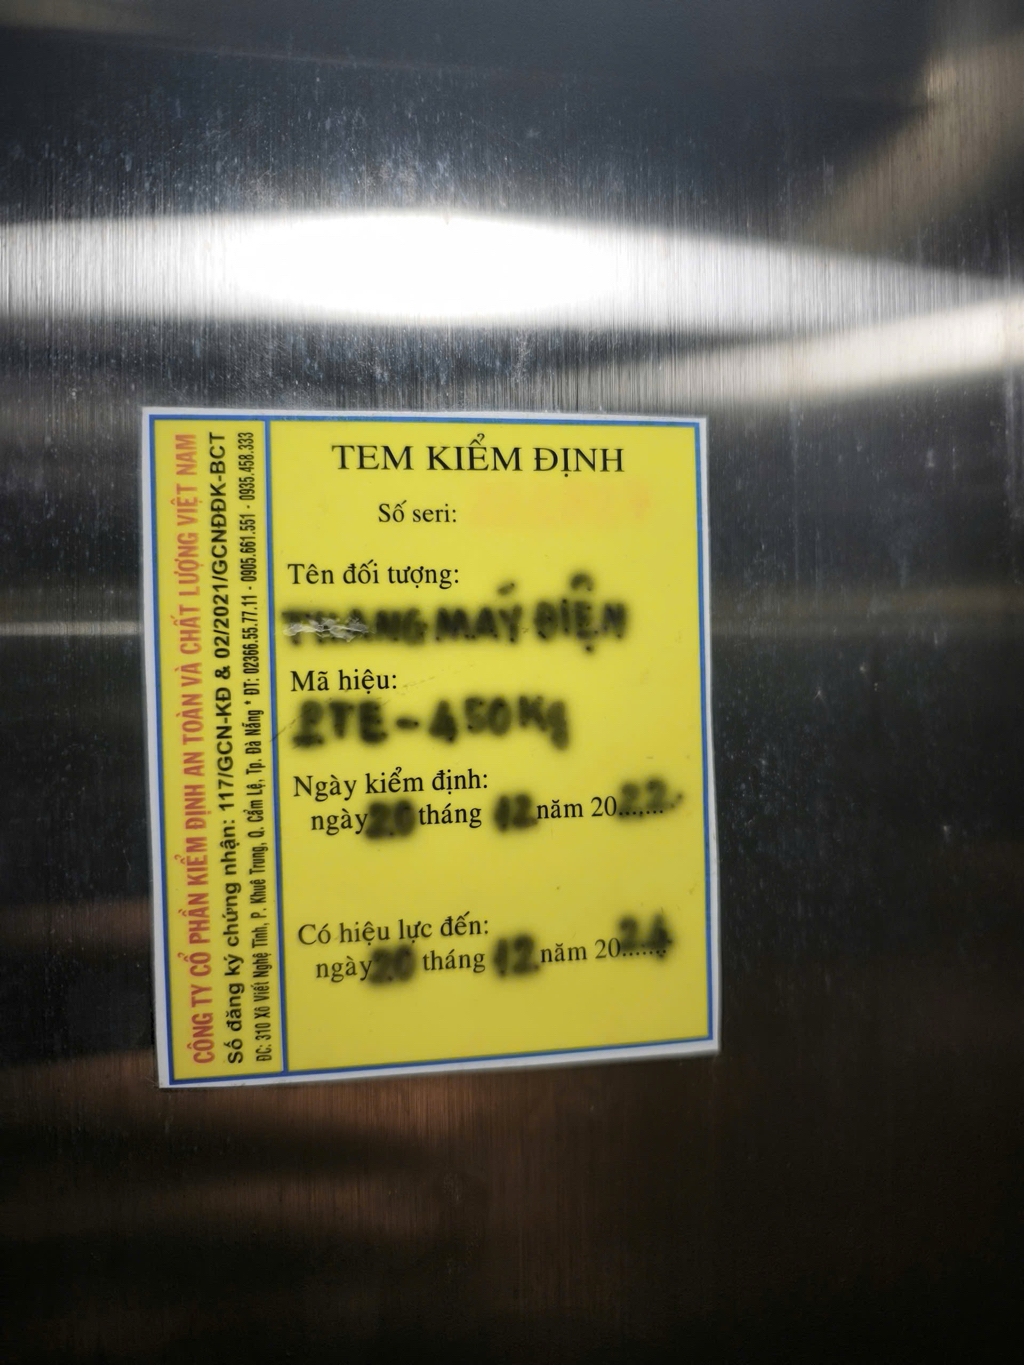 CÔNG TY CỔ PHẦN KIỂM ĐỊNH AN TOÀN VÀ CHẤT LƯỢNG VIỆT NAM
Số đăng ký chứng nhận: 117/GCN-KĐ & 02/2021/GCNĐĐK-BCT
ĐC: 310 Xô Viết Nghệ Tĩnh, P. Khuê Trung, Q. Cẩm Lệ, Tp. Đà Nẵng * ĐT: 02366.55.77.11 - 0905.661.551 - 0935.458.333
TEM KIỂM ĐỊNH
Số seri:
Tên đối tượng:
THANG MÁY ĐIỆN
Mã hiệu:
2TE-450Kg
Ngày kiểm định:
ngày 20 tháng 12 năm 2022
Có hiệu lực đến:
ngày 20 tháng 12 năm 2024